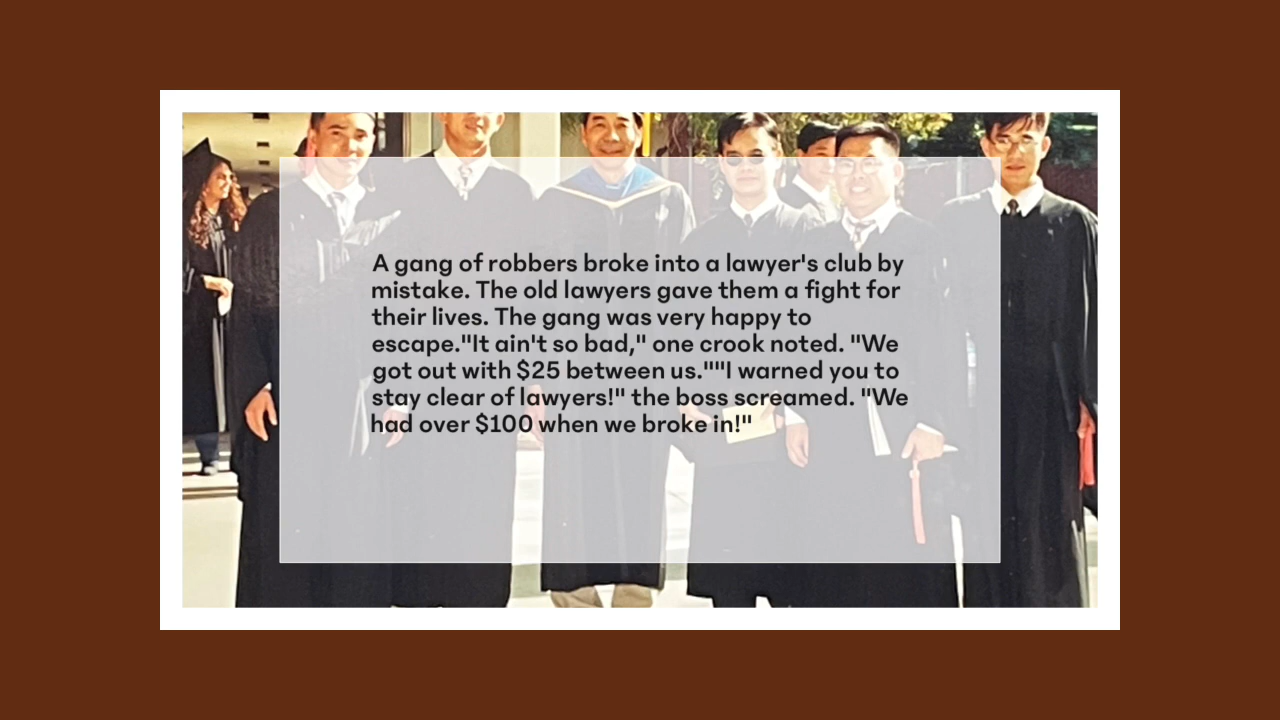 A gang of robbers broke into a lawyer's club by
mistake. The old lawyers gave them a fight for
their lives. The gang was very happy to
escape."It ain't so bad," one crook noted. "We
got out with $25 between us.""I warned you to
stay clear of lawyers!" the boss screamed. "We
had over $100 when we broke in!"